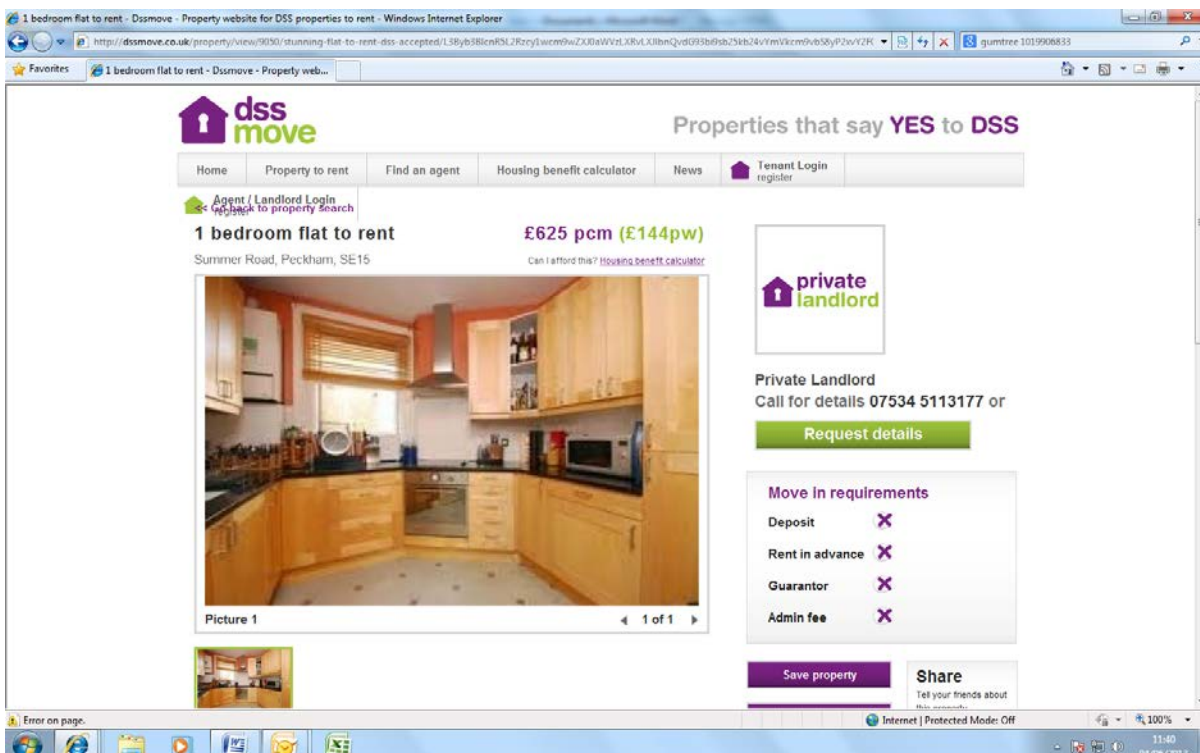 1 bedroom flat to rent - Dssmove - Property website for DSS properties to rent - Windows Internet Explorer
gumtree 1019906833
Favorites
1 bedroom flat to rent - Dssmove - Property web...
dss
move
Properties that say YES to DSS
Home Property to rent Find an agent Housing benefit calculator News Tenant Login
register
Agent / Landlord Login
register
<< Go back to property search
1 bedroom flat to rent
£625 pcm (£144pw)
Summer Road, Peckham, SE15
Can I afford this? Housing benefit calculator
private
landlord
Private Landlord
Call for details 07534 5113177 or
Request details
Move in requirements
Deposit
Rent in advance
Guarantor
Admin fee
Picture 1
1 of 1
Save property
Share
Tell your friends about
this property
Error on page.
Internet | Protected Mode: Off
100%
11:40